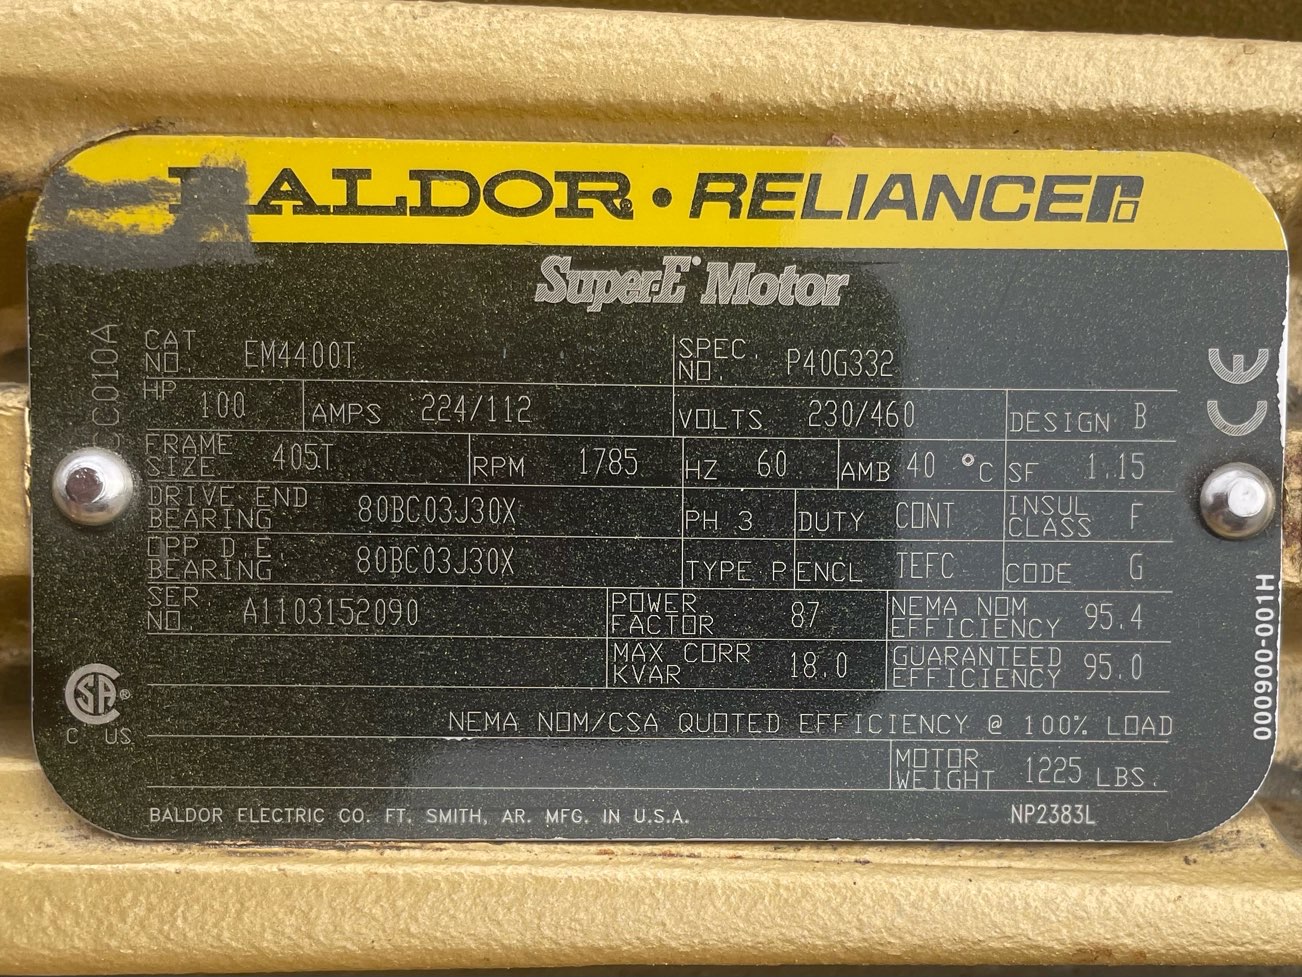 BALDOR • RELIANCE
Super-E® Motor
CC010A
CAT NO. EM4400T SPEC. NO. P40G332
HP 100 AMPS 224/112 VOLTS 230/460 DESIGN B
FRAME SIZE 405T RPM 1785 HZ 60 AMB 40 °C SF 1.15
DRIVE END BEARING 80BC03J30X PH 3 DUTY CONT INSUL CLASS F
OPP D.E. BEARING 80BC03J30X TYPE P ENCL TEFC CODE G
SER. NO. A1103152090 POWER FACTOR 87 NEMA NOM EFFICIENCY 95.4
MAX CORR KVAR 18.0 GUARANTEED EFFICIENCY 95.0
NEMA NOM/CSA QUOTED EFFICIENCY @ 100% LOAD
MOTOR WEIGHT 1225 LBS.
BALDOR ELECTRIC CO. FT. SMITH, AR. MFG. IN U.S.A. NP2383L
CE
000900-001H
CSA®
C US